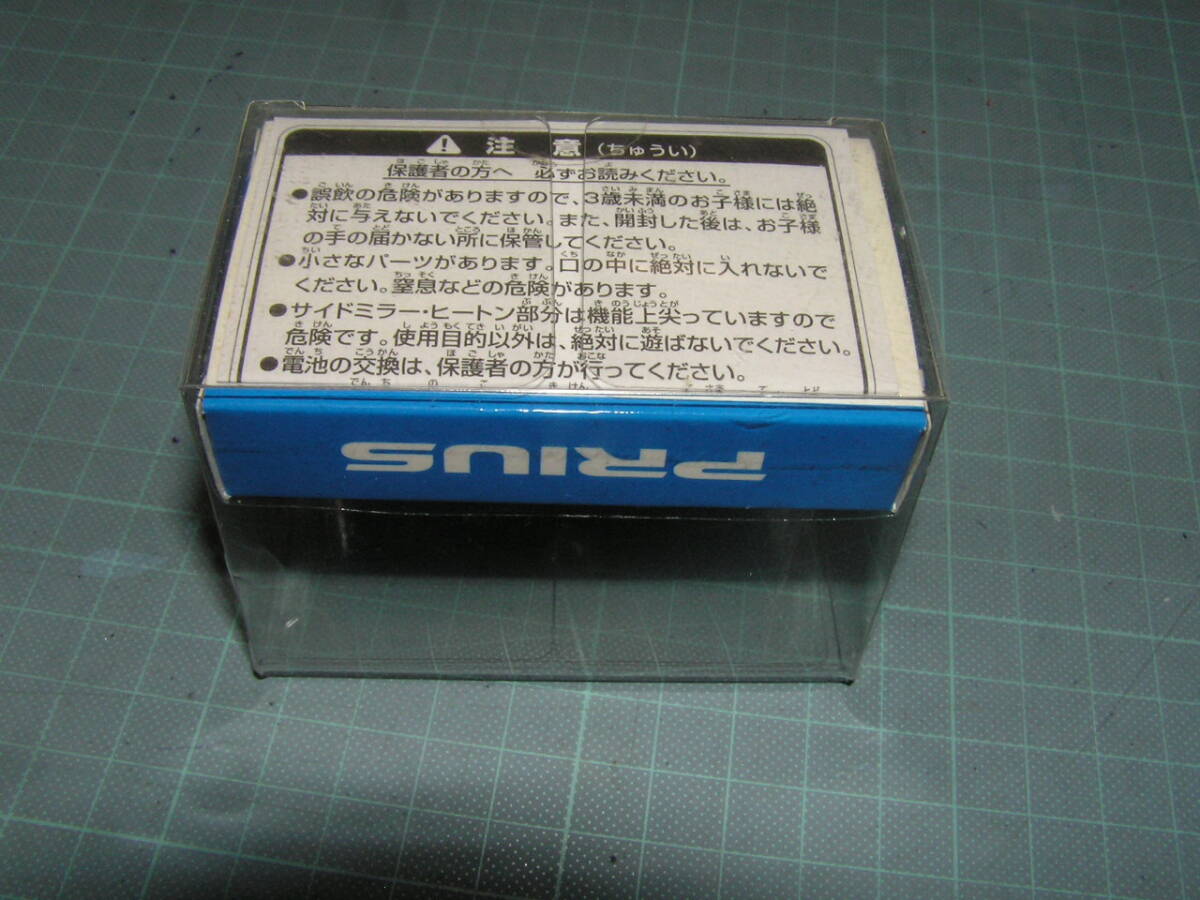 注意(ちゅうい)
保護者の方へ 必ずお読みください。
●誤飲の危険がありますので、3歳未満のお子様には絶
対に与えないでください。また、開封した後は、お子様
の手の届かない所に保管してください。
●小さなパーツがあります。口の中に絶対に入れないで
ください。窒息などの危険があります。
●サイドミラー・ヒートン部分は機能上尖っていますので
危険です。使用目的以外は、絶対に遊ばないでください。
●電池の交換は、保護者の方が行ってください。
PRIUS